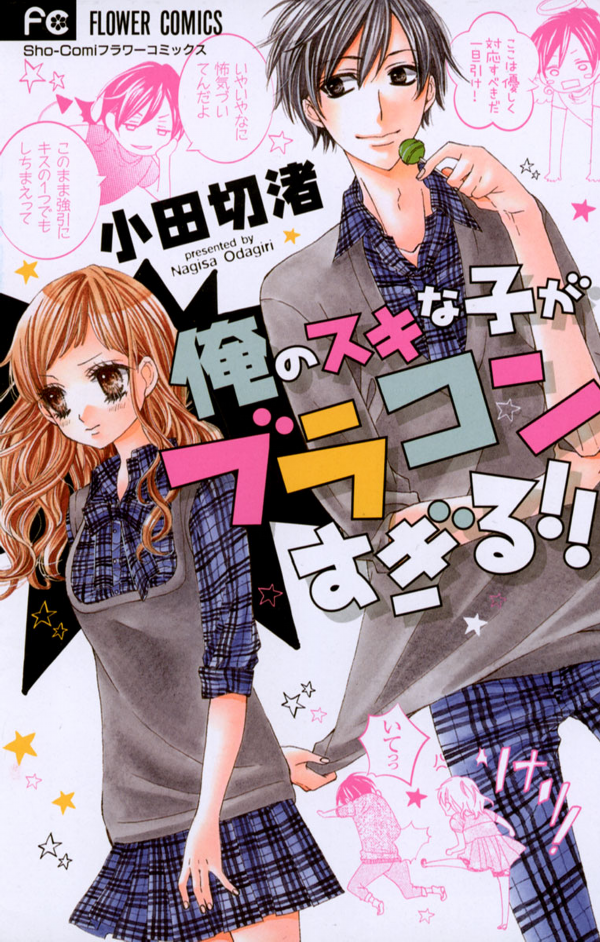 FC
FLOWER COMICS
Sho-Comiフラワーコミックス
ここは優しく
対応すべきだ
一旦引け！
いやいやなに
怖気づい
てんだよ
このまま強引に
キスの1つでも
しちまえって
小田切渚
presented by
Nagisa Odagiri
俺のスキな子が
ブラコン
すぎる!!
いてっ